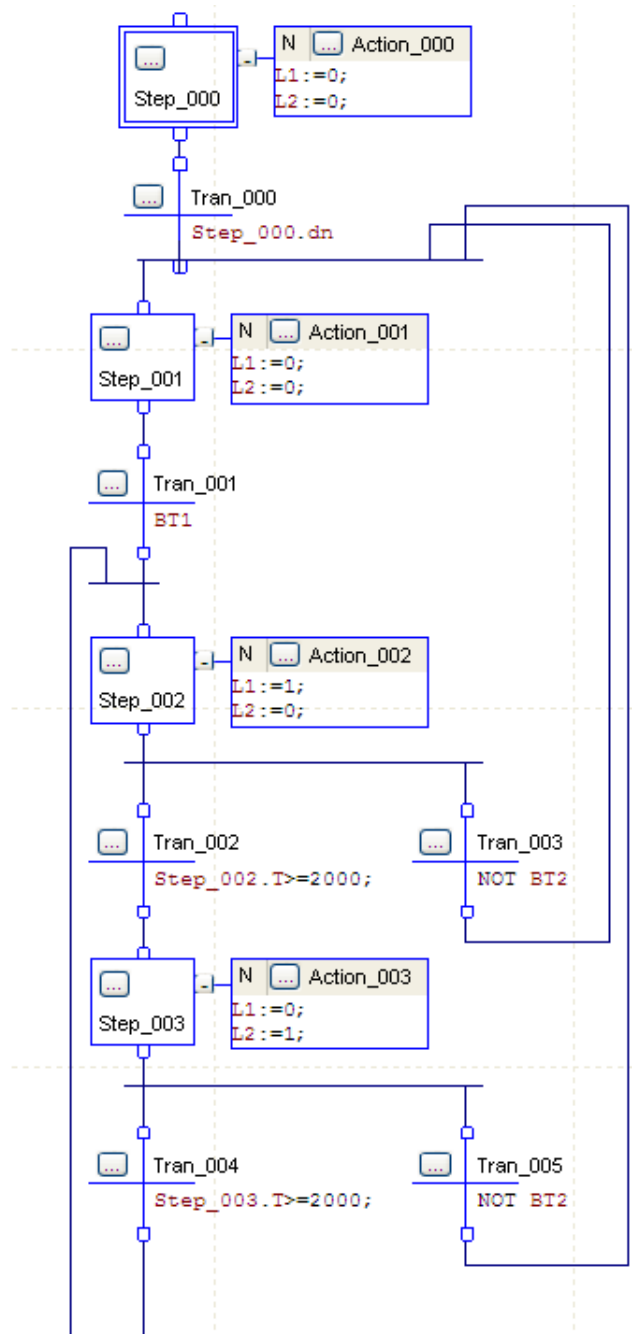 N ... Action_000
...
L1:=0;
Step_000
L2:=0;
... Tran_000
Step_000.dn
N ... Action_001
...
L1:=0;
Step_001
L2:=0;
... Tran_001
BT1
N ... Action_002
...
L1:=1;
Step_002
L2:=0;
... Tran_002
... Tran_003
Step_002.T>=2000;
NOT BT2
N ... Action_003
...
L1:=0;
Step_003
L2:=1;
... Tran_004
... Tran_005
Step_003.T>=2000;
NOT BT2